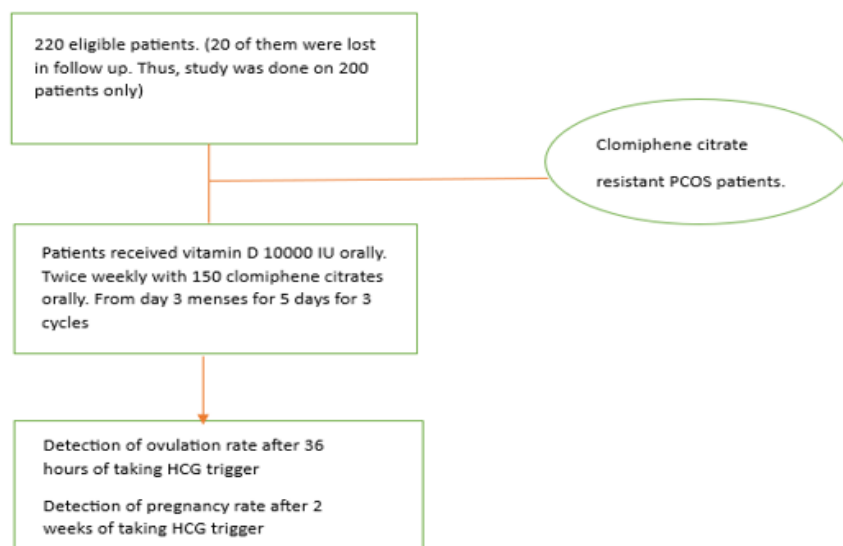 220 eligible patients. (20 of them were lost
in follow up. Thus, study was done on 200
patients only)
Clomiphene citrate
resistant PCOS patients.
Patients received vitamin D 10000 IU orally.
Twice weekly with 150 clomiphene citrates
orally. From day 3 menses for 5 days for 3
cycles
Detection of ovulation rate after 36
hours of taking HCG trigger
Detection of pregnancy rate after 2
weeks of taking HCG trigger